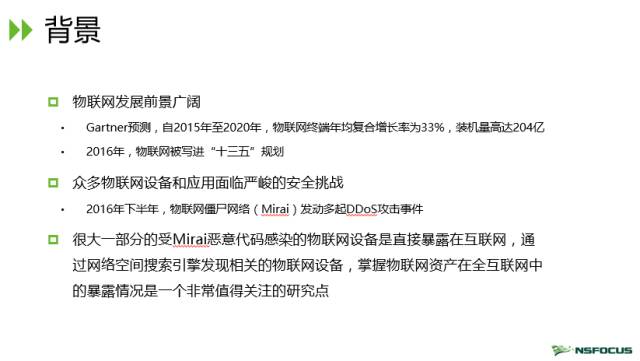 背景
物联网发展前景广阔
Gartner预测，自2015年至2020年，物联网终端年均复合增长率为33%，装机量高达204亿
2016年，物联网被写进“十三五”规划
众多物联网设备和应用面临严峻的安全挑战
2016年下半年，物联网僵尸网络（Mirai）发动多起DDoS攻击事件
很大一部分的受Mirai恶意代码感染的物联网设备是直接暴露在互联网，通
过网络空间搜索引擎发现相关的物联网设备，掌握物联网资产在全互联网中
的暴露情况是一个非常值得关注的研究点
NSFOCUS